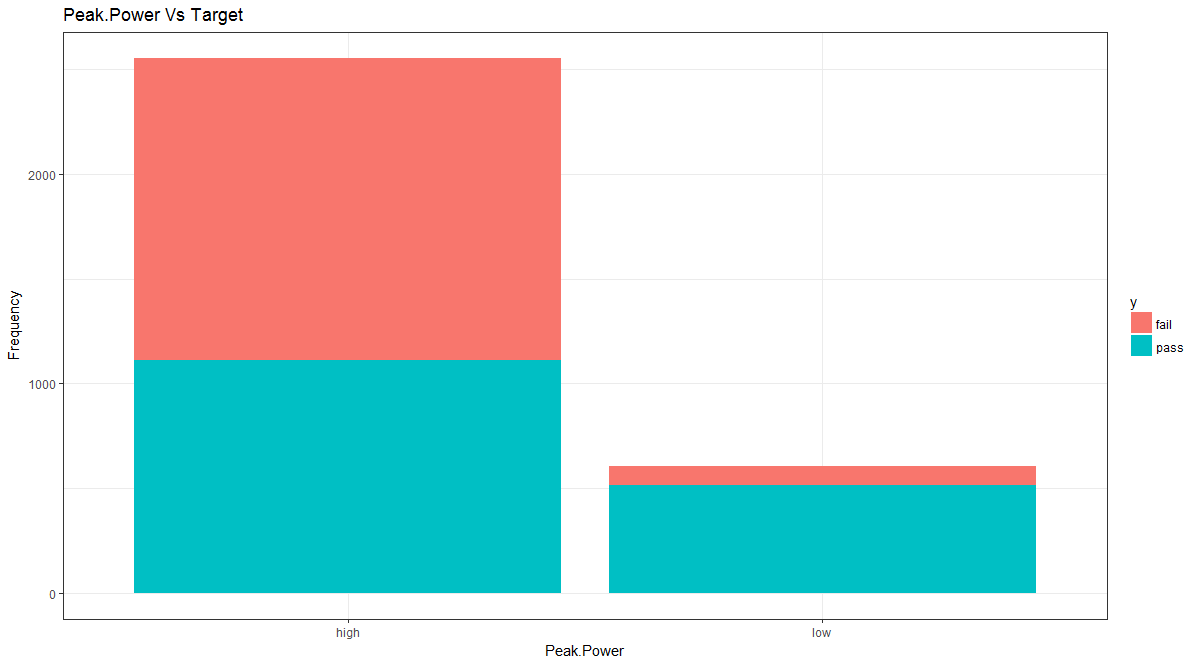 Peak.Power Vs Target
Frequency
2000
1000
0
high
low
Peak.Power
y
fail
pass